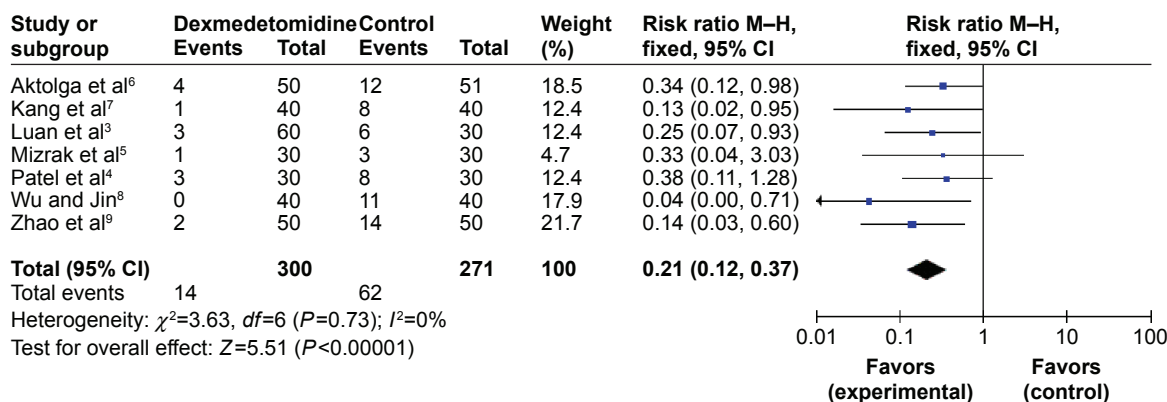 Study or subgroup Dexmedetomidine Control Weight (%) Risk ratio M–H, fixed, 95% CI Risk ratio M–H, fixed, 95% CI
Events Total Events Total
Aktolga et al⁶ 4 50 12 51 18.5 0.34 (0.12, 0.98)
Kang et al⁷ 1 40 8 40 12.4 0.13 (0.02, 0.95)
Luan et al³ 3 60 6 30 12.4 0.25 (0.07, 0.93)
Mizrak et al⁵ 1 30 3 30 4.7 0.33 (0.04, 3.03)
Patel et al⁴ 3 30 8 30 12.4 0.38 (0.11, 1.28)
Wu and Jin⁸ 0 40 11 40 17.9 0.04 (0.00, 0.71)
Zhao et al⁹ 2 50 14 50 21.7 0.14 (0.03, 0.60)
Total (95% CI) 300 271 100 0.21 (0.12, 0.37)
Total events 14 62
Heterogeneity: χ²=3.63, df=6 (P=0.73); I²=0%
Test for overall effect: Z=5.51 (P<0.00001)
0.01 0.1 1 10 100
Favors (experimental) Favors (control)